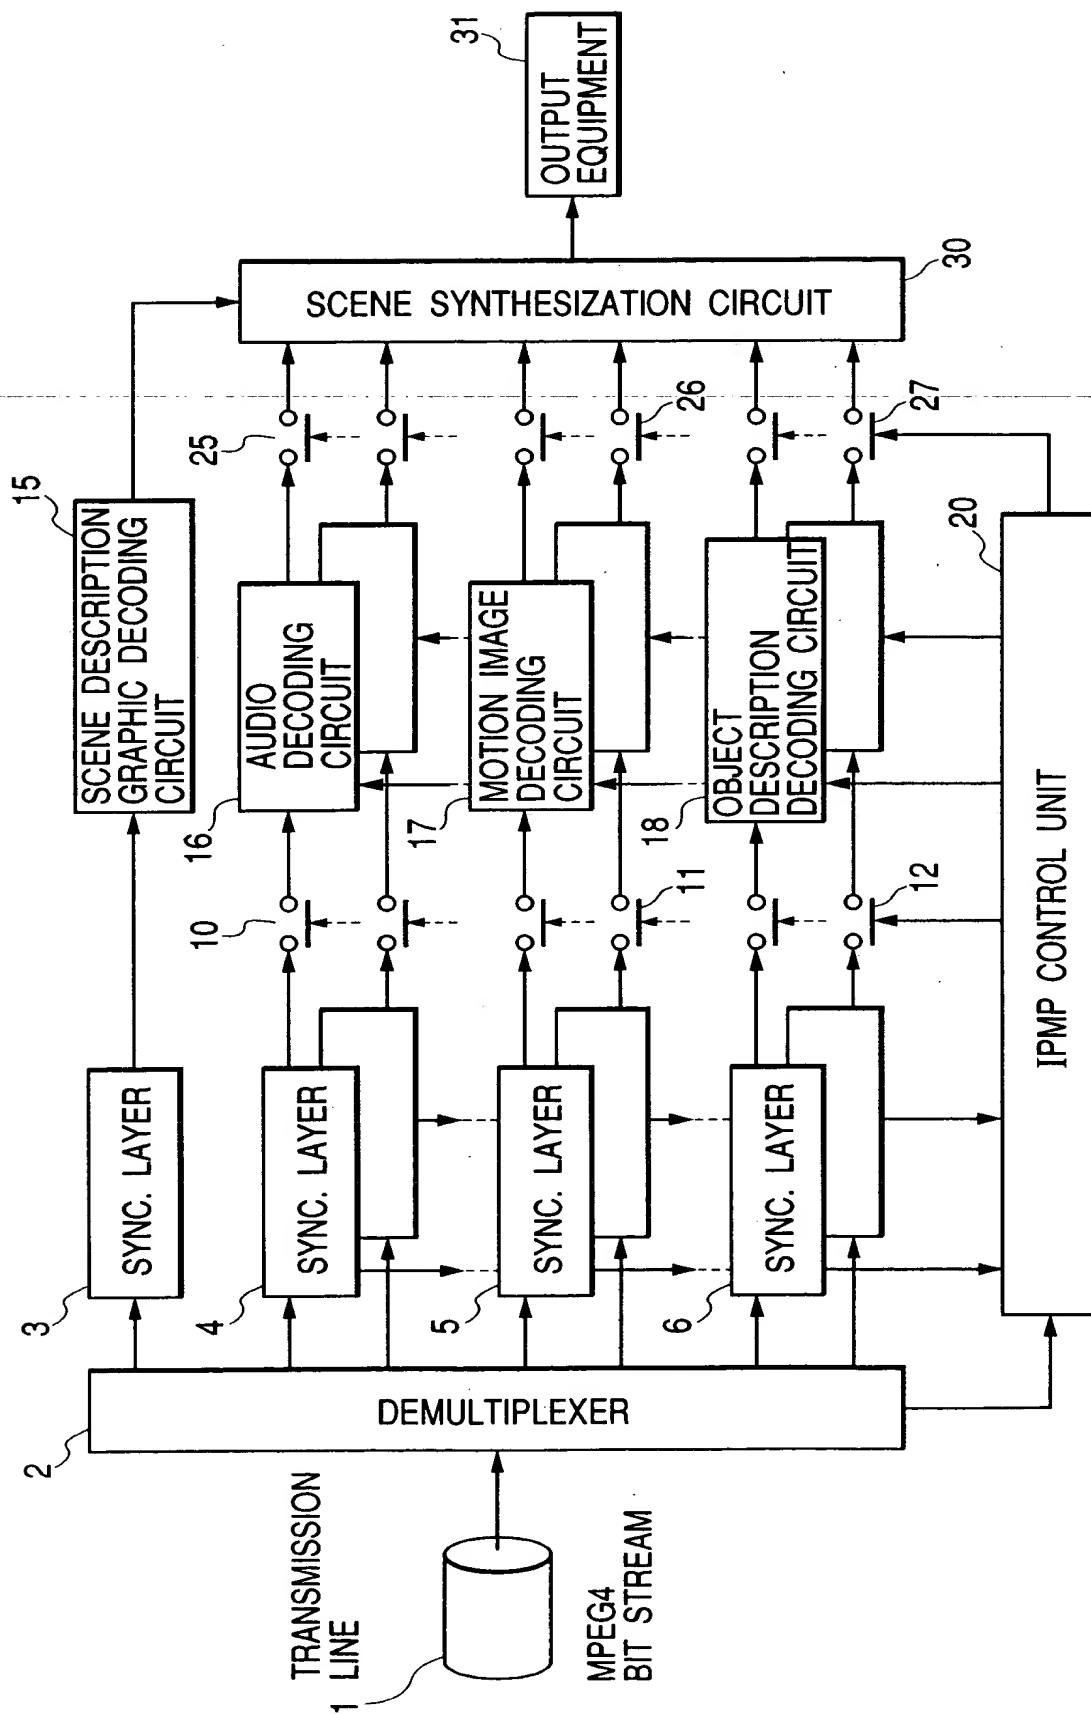 TRANSMISSION
LINE
1
MPEG4
BIT STREAM
2
DEMULTIPLEXER
3
SYNC. LAYER
4
SYNC. LAYER
5
SYNC. LAYER
6
SYNC. LAYER
10
11
12
15
SCENE DESCRIPTION
GRAPHIC DECODING
CIRCUIT
16
AUDIO
DECODING
CIRCUIT
17
MOTION IMAGE
DECODING
CIRCUIT
18
OBJECT
DESCRIPTION
DECODING CIRCUIT
20
IPMP CONTROL UNIT
25
26
27
SCENE SYNTHESIZATION CIRCUIT
30
31
OUTPUT
EQUIPMENT